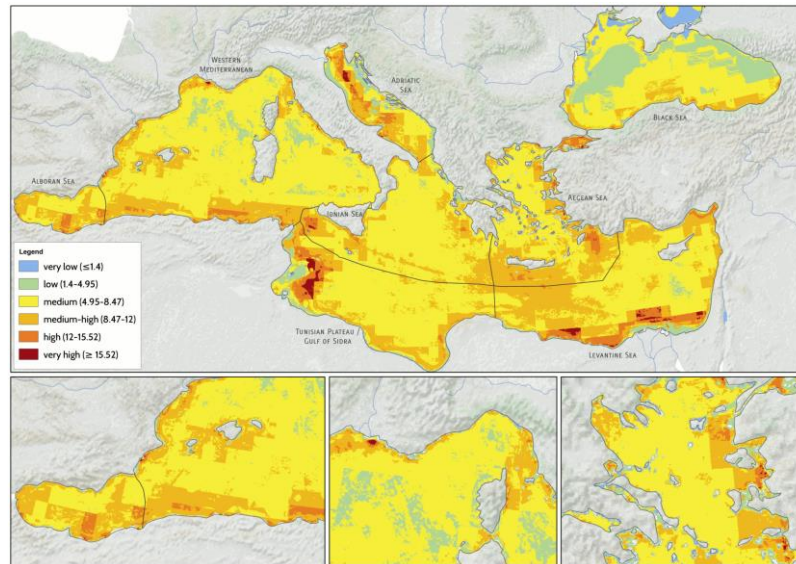 WESTERN
MEDITERRANEAN
ADRIATIC
SEA
BLACK SEA
ALBORAN SEA
IONIAN SEA
AEGEAN SEA
Legend
very low (≤1.4)
low (1.4-4.95)
medium (4.95-8.47)
medium-high (8.47-12)
high (12-15.52)
very high (≥ 15.52)
TUNISIAN PLATEAU /
GULF OF SIDRA
LEVANTINE SEA